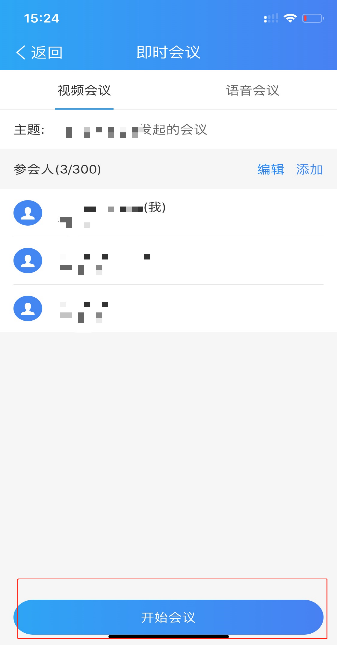 15:24
返回 即时会议
视频会议 语音会议
主题: 发起的会议
参会人(3/300) 编辑 添加
(我)
开始会议